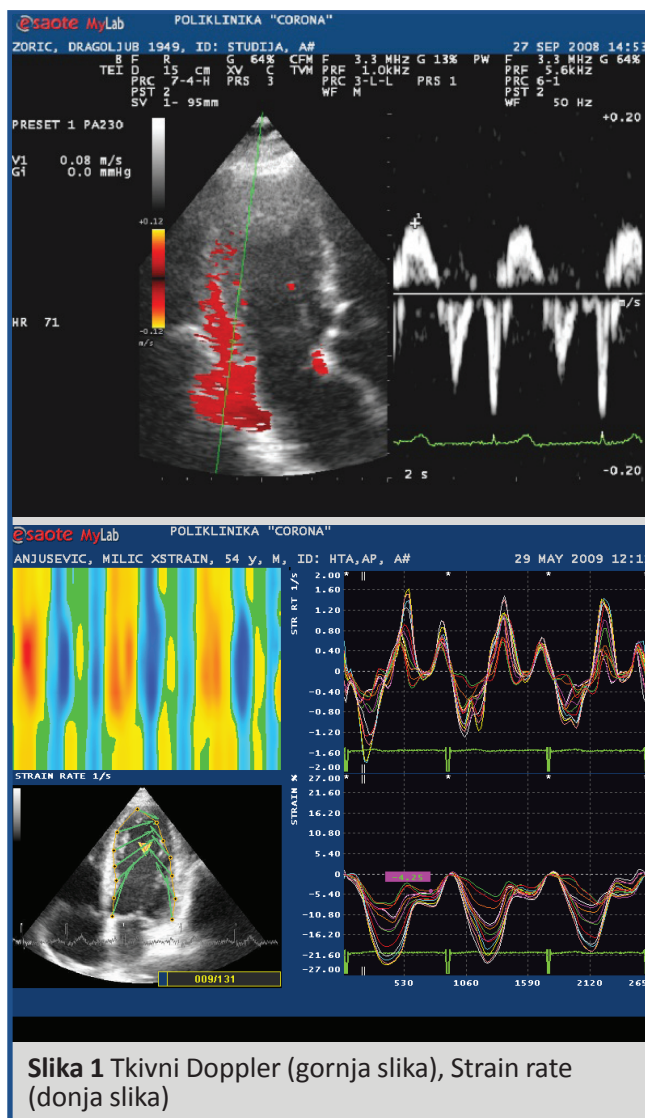 esaote MyLab POLIKLINIKA "CORONA"
ZORIC, DRAGOLJUB 1949, ID: STUDIJA, A# 27 SEP 2008 14:53
B F R G 64% CFM F 3.3 MHz G 13% PW F 3.3 MHz G 64%
TEI D 15 cm XV C TVM PRF 1.0kHz PRF 5.6kHz
PRC 7-4-H PRS 3 PRC 3-L-L PRS 1 PRC 6-1
PST 2 WF M PST 2
SV 1- 95mm WF 50 Hz
+0.20
PRESET 1 PA230
V1 0.08 m/s
Gi 0.0 mmHg
+0.12
1
m/s
HR 71
-0.12
m/s
2 s
-0.20
esaote MyLab POLIKLINIKA "CORONA"
ANJUSEVIC, MILIC XSTRAIN, 54 y, M, ID: HTA,AP, A# 29 MAY 2009 12:1
STR RT 1/s
2.00
1.60
1.20
0.80
0.40
0
-0.40
-0.80
-1.20
-1.60
-2.00
STRAIN RATE 1/s
STRAIN %
27.00
21.60
16.20
10.80
5.40
0
-4.25
-5.40
-10.80
-16.20
-21.60
-27.00
530 1060 1590 2120 265
009/131
Slika 1 Tkivni Doppler (gornja slika), Strain rate
(donja slika)